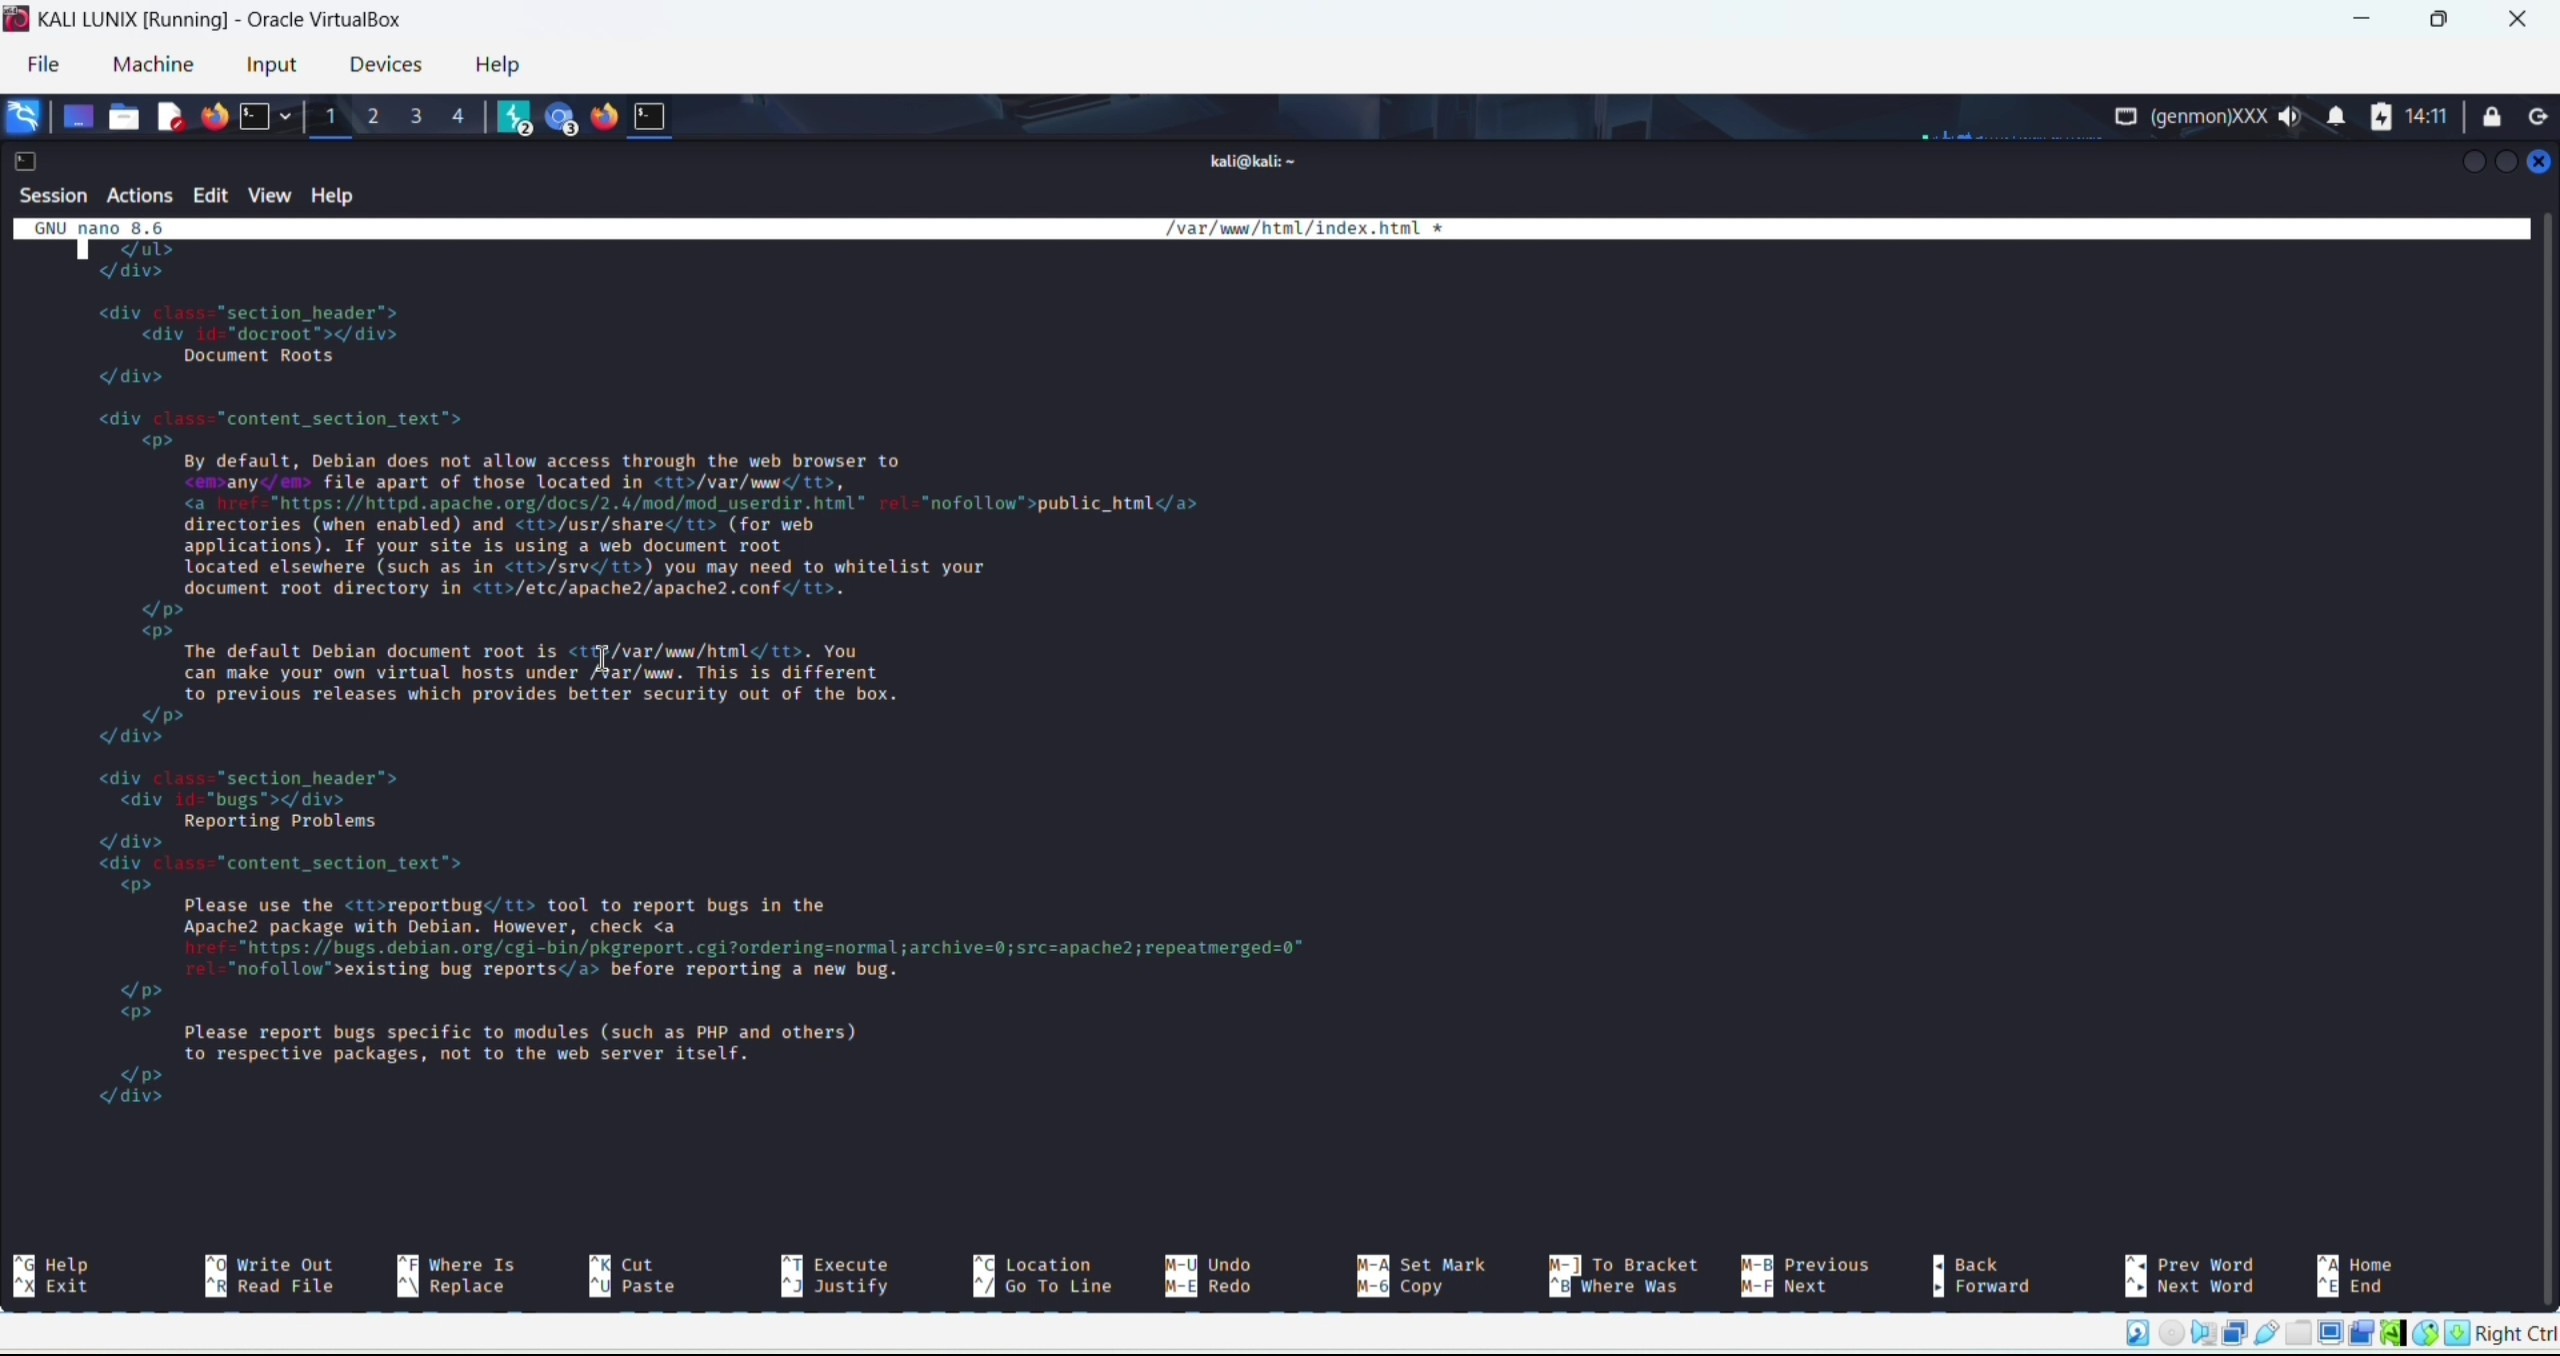 KALI LUNIX [Running] - Oracle VirtualBox
File Machine Input Devices Help
1 2 3 4 2 3 (genmon)XXX 14:11
kali@kali: ~
Session Actions Edit View Help
GNU nano 8.6 /var/www/html/index.html *
</ul>
</div>
<div class="section_header">
<div id="docroot"></div>
Document Roots
</div>
<div class="content_section_text">
<p>
By default, Debian does not allow access through the web browser to
<em>any</em> file apart of those located in <tt>/var/www</tt>,
<a href="https://httpd.apache.org/docs/2.4/mod/mod_userdir.html" rel="nofollow">public_html</a>
directories (when enabled) and <tt>/usr/share</tt> (for web
applications). If your site is using a web document root
located elsewhere (such as in <tt>/srv</tt>) you may need to whitelist your
document root directory in <tt>/etc/apache2/apache2.conf</tt>.
</p>
<p>
The default Debian document root is <tt>/var/www/html</tt>. You
can make your own virtual hosts under /var/www. This is different
to previous releases which provides better security out of the box.
</p>
</div>
<div class="section_header">
<div id="bugs"></div>
Reporting Problems
</div>
<div class="content_section_text">
<p>
Please use the <tt>reportbug</tt> tool to report bugs in the
Apache2 package with Debian. However, check <a
href="https://bugs.debian.org/cgi-bin/pkgreport.cgi?ordering=normal;archive=0;src=apache2;repeatmerged=0"
rel="nofollow">existing bug reports</a> before reporting a new bug.
</p>
<p>
Please report bugs specific to modules (such as PHP and others)
to respective packages, not to the web server itself.
</p>
</div>
^G Help ^O Write Out ^F Where Is ^K Cut ^T Execute ^C Location M-U Undo M-A Set Mark M-] To Bracket M-B Previous ◂ Back ^◂ Prev Word ^A Home
^X Exit ^R Read File ^\ Replace ^U Paste ^J Justify ^/ Go To Line M-E Redo M-6 Copy ^B Where Was M-F Next ▸ Forward ^▸ Next Word ^E End
Right Ctrl